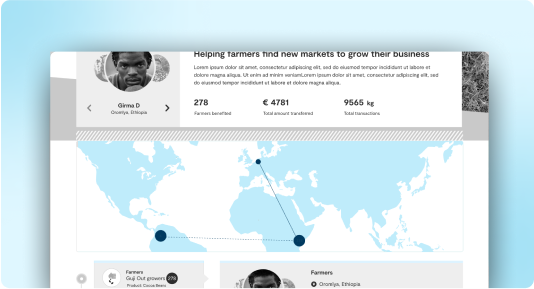 Helping farmers find new markets to grow their business
Lorem ipsum dolor sit amet, consectetur adipiscing elit, sed do eiusmod tempor incididunt ut labore et
dolore magna aliqua. Ut enim ad minim veniamLorem ipsum dolor sit amet, consectetur adipiscing elit, sed
do eiusmod tempor incididunt ut labore et dolore magna aliqua.
Girma D
Oromiya, Ethiopia
278
Farmers benefited
€ 4781
Total amount transferred
9565 kg
Total transactions
Farmers
Guji Out growers 278
Product: Cocoa Beans
Farmers
Oromiya, Ethiopia